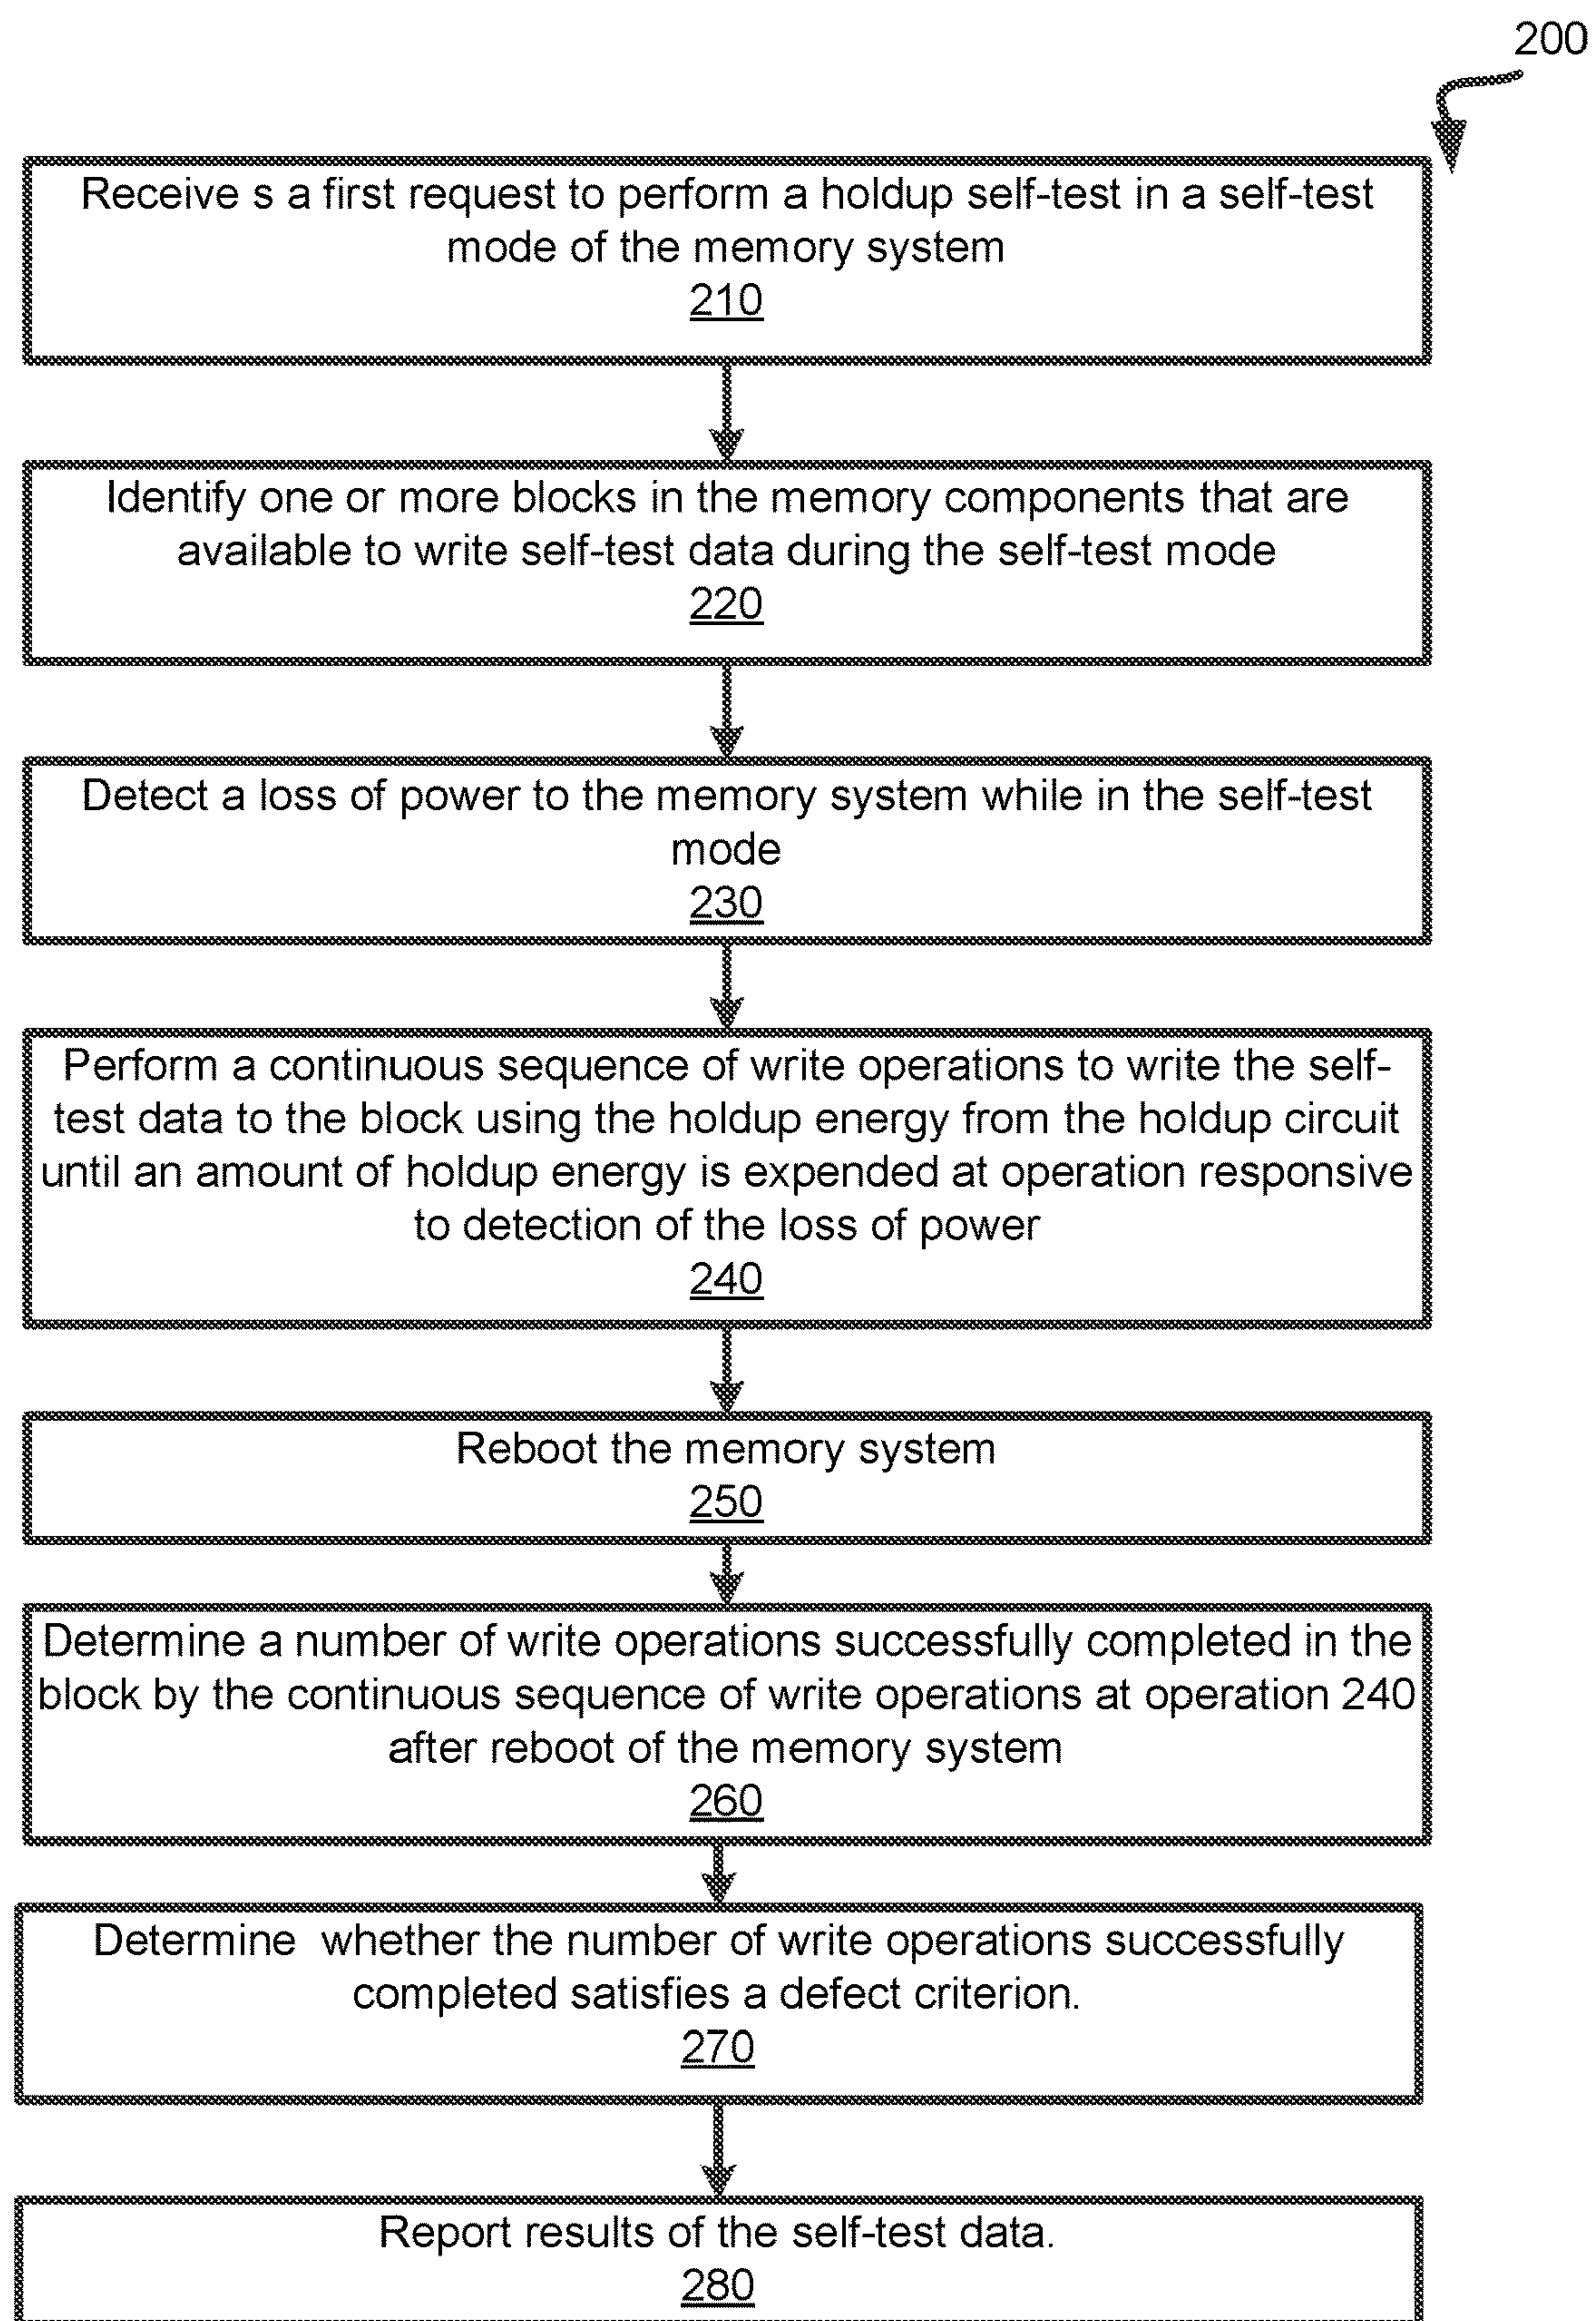 200
Receive s a first request to perform a holdup self-test in a self-test
mode of the memory system
210
Identify one or more blocks in the memory components that are
available to write self-test data during the self-test mode
220
Detect a loss of power to the memory system while in the self-test
mode
230
Perform a continuous sequence of write operations to write the self-
test data to the block using the holdup energy from the holdup circuit
until an amount of holdup energy is expended at operation responsive
to detection of the loss of power
240
Reboot the memory system
250
Determine a number of write operations successfully completed in the
block by the continuous sequence of write operations at operation 240
after reboot of the memory system
260
Determine  whether the number of write operations successfully
completed satisfies a defect criterion.
270
Report results of the self-test data.
280